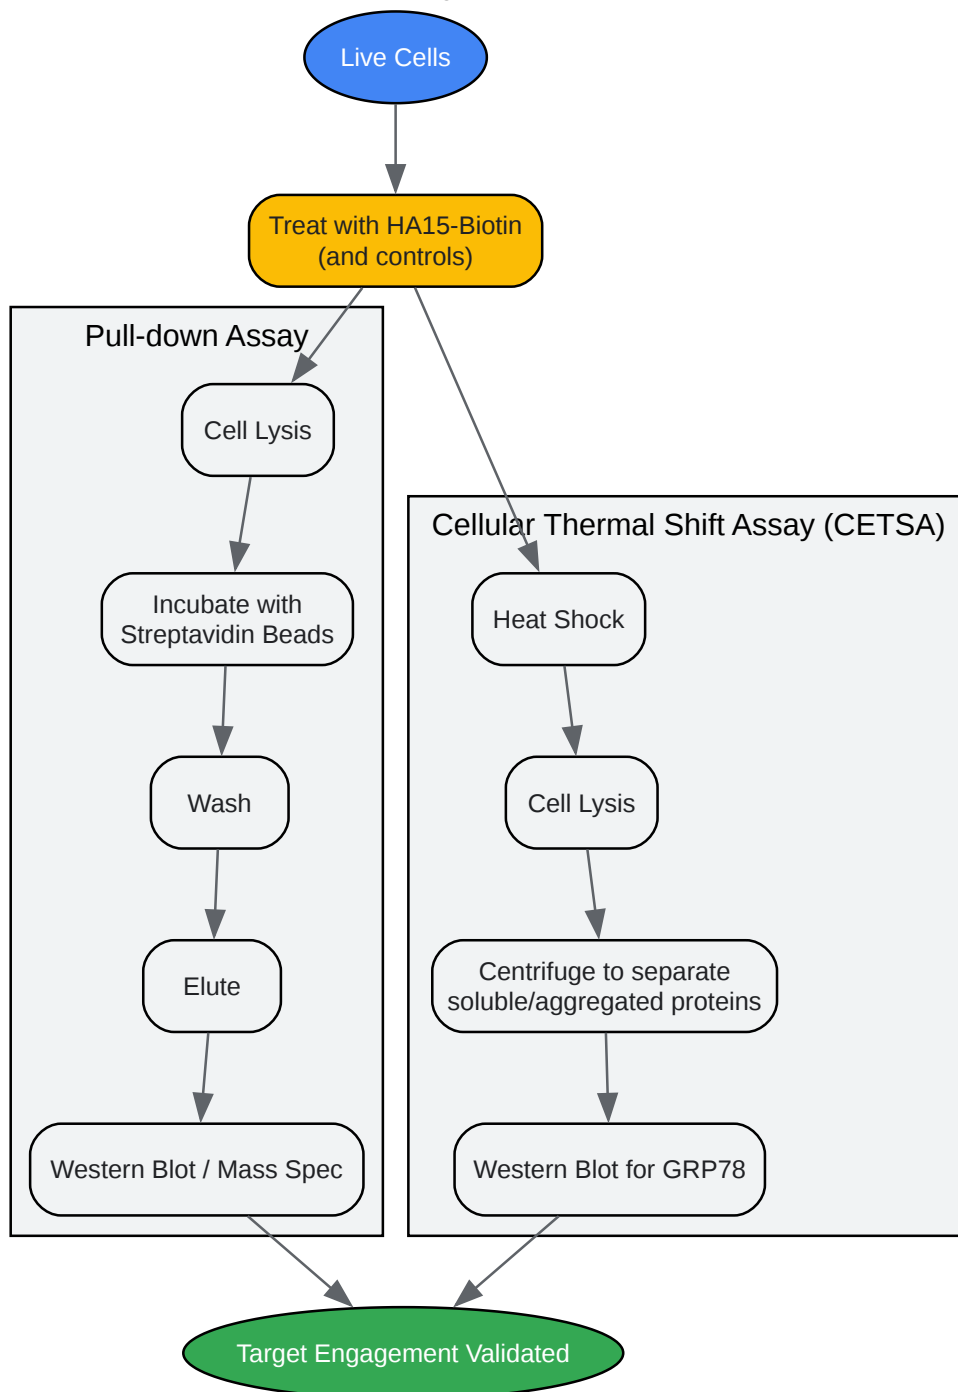 Live Cells
Treat with HA15-Biotin
(and controls)
Pull-down Assay
Cell Lysis
Incubate with
Streptavidin Beads
Wash
Elute
Western Blot / Mass Spec
Cellular Thermal Shift Assay (CETSA)
Heat Shock
Cell Lysis
Centrifuge to separate
soluble/aggregated proteins
Western Blot for GRP78
Target Engagement Validated